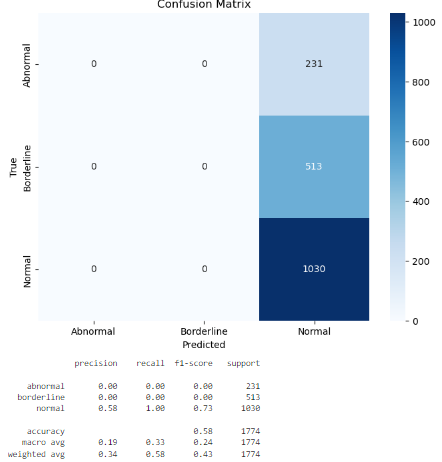 Confusion Matrix
Abnormal 0 0 231
Borderline 0 0 513
Normal 0 0 1030
True
Abnormal Borderline Normal
Predicted
1000
800
600
400
200
0
precision recall f1-score support
abnormal 0.00 0.00 0.00 231
borderline 0.00 0.00 0.00 513
normal 0.58 1.00 0.73 1030
accuracy 0.58 1774
macro avg 0.19 0.33 0.24 1774
weighted avg 0.34 0.58 0.43 1774